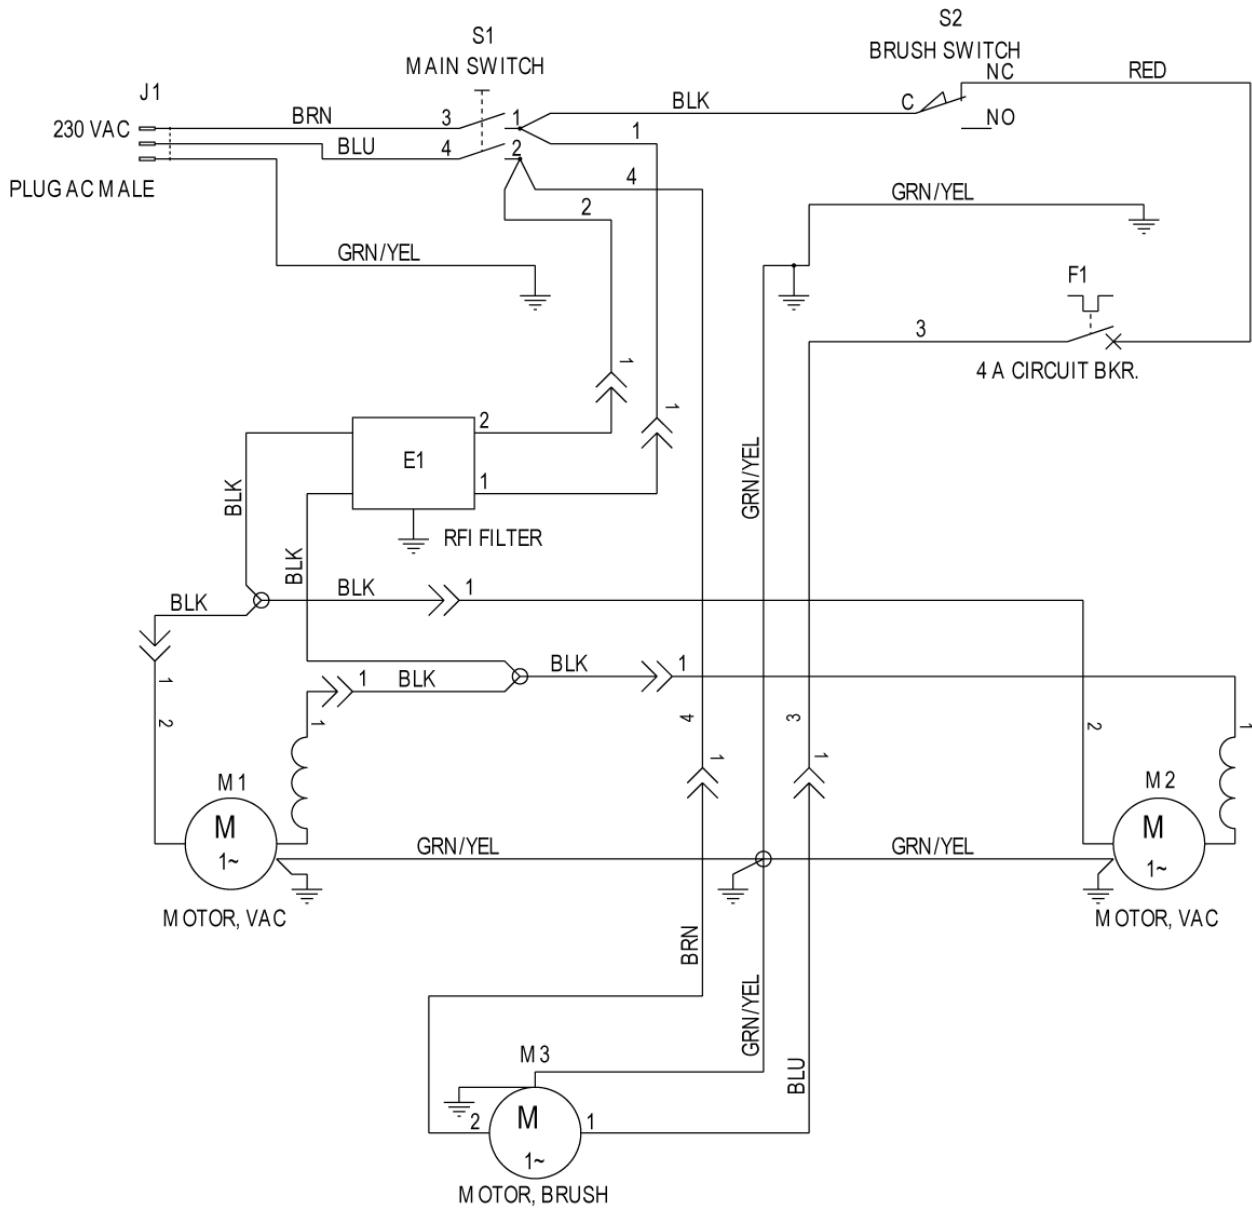 S1
MAIN SWITCH
S2
BRUSH SWITCH
J1
230 VAC
PLUG AC MALE
BRN
3
1
BLU
4
2
BLK
C
NC
NO
RED
1
4
2
GRN/YEL
GRN/YEL
F1
3
4 A CIRCUIT BKR.
1
1
2
E1
1
RFI FILTER
BLK
BLK
GRN/YEL
BLK
BLK
1
BLK
1
1
BLK
1
2
1
4
3
2
1
1
1
M1
M
1~
MOTOR, VAC
M2
M
1~
MOTOR, VAC
GRN/YEL
GRN/YEL
BRN
GRN/YEL
BLU
M3
2
M
1
1~
MOTOR, BRUSH